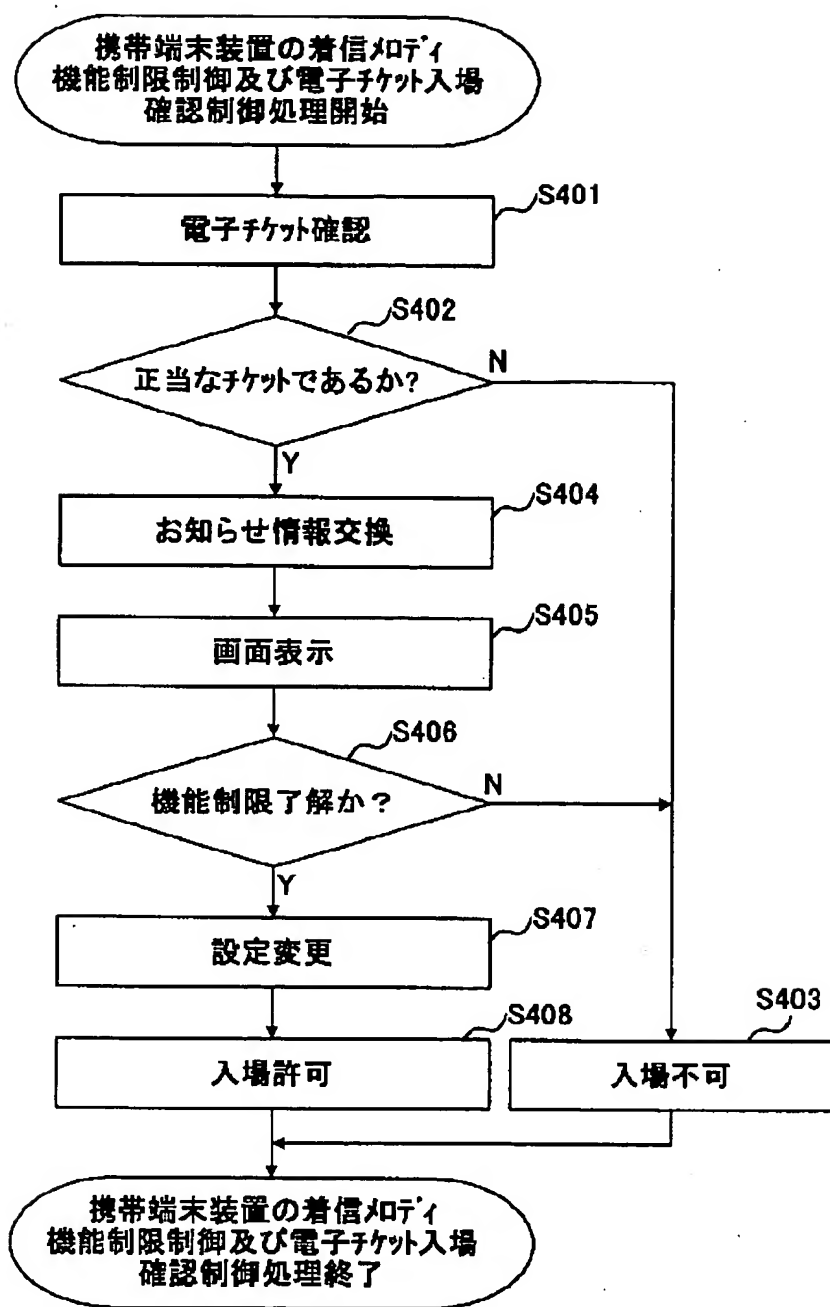 携帯端末装置の着信メロディ
機能制限制御及び電子チケット入場
確認制御処理開始
S401
電子チケット確認
S402
正当なチケットであるか?
N
Y
S404
お知らせ情報交換
S405
画面表示
S406
機能制限了解か？
N
Y
S407
設定変更
S408
入場許可
S403
入場不可
携帯端末装置の着信メロディ
機能制限制御及び電子チケット入場
確認制御処理終了